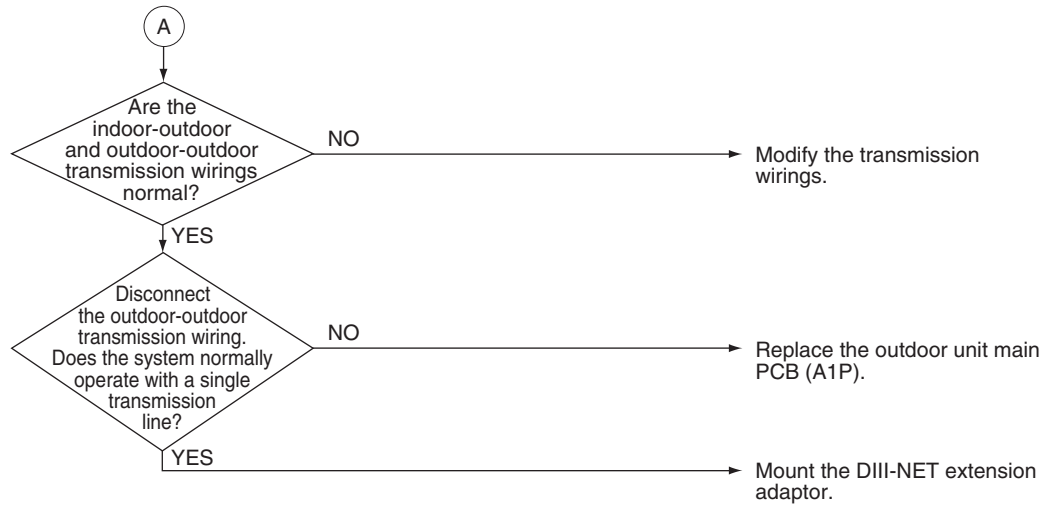 A
Are the
indoor-outdoor
and outdoor-outdoor
transmission wirings
normal?
NO
Modify the transmission
wirings.
YES
Disconnect
the outdoor-outdoor
transmission wiring.
Does the system normally
operate with a single
transmission
line?
NO
Replace the outdoor unit main
PCB (A1P).
YES
Mount the DIII-NET extension
adaptor.